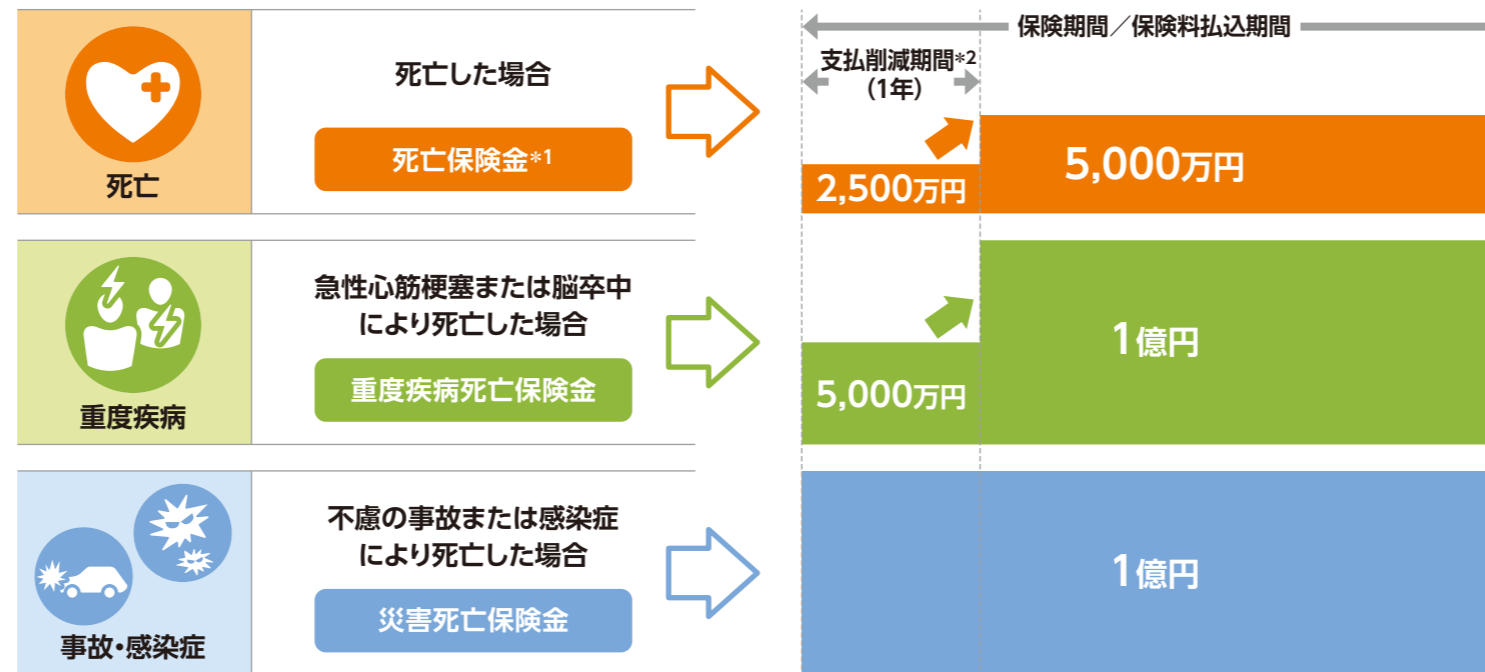 保険期間／保険料払込期間
支払削減期間*2
(1年)
死亡
死亡した場合
死亡保険金*1
2,500万円
5,000万円
重度疾病
急性心筋梗塞または脳卒中
により死亡した場合
重度疾病死亡保険金
5,000万円
1億円
事故・感染症
不慮の事故または感染症
により死亡した場合
災害死亡保険金
1億円